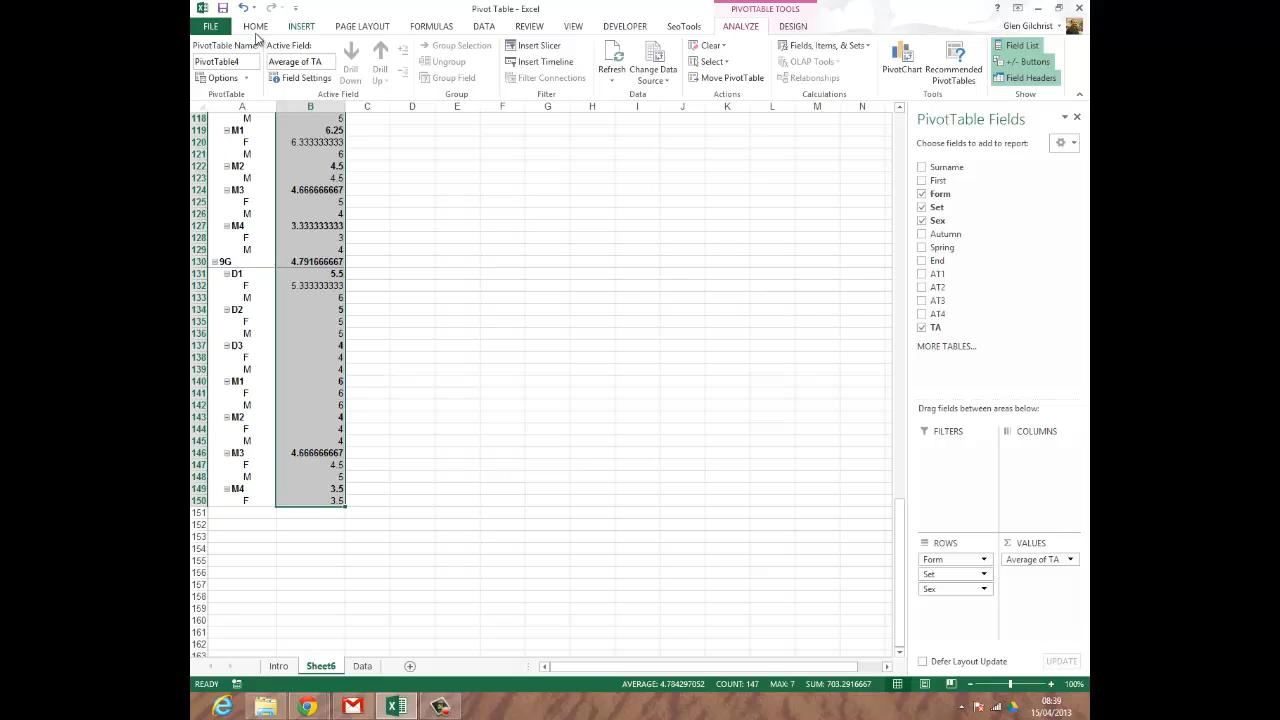 Pivot Table - Excel
PIVOTTABLE TOOLS
Glen Gilchrist
FILE HOME INSERT PAGE LAYOUT FORMULAS DATA REVIEW VIEW DEVELOPER SeoTools ANALYZE DESIGN
PivotTable Name: Active Field:
PivotTable4 Average of TA
Options Field Settings
Drill Down Drill Up
Group Selection
Ungroup
Group Field
Insert Slicer
Insert Timeline
Filter Connections
Refresh Change Data Source
Clear
Select
Move PivotTable
Fields, Items, & Sets
OLAP Tools
Relationships
PivotChart Recommended PivotTables
Field List
+/- Buttons
Field Headers
PivotTable Active Field Group Filter Data Actions Calculations Tools Show
A B C D E F G H I J K L M N
118 M 5
119 M1 6.25
120 F 6.333333333
121 M 6
122 M2 4.5
123 M 4.5
124 M3 4.666666667
125 F 5
126 M 4
127 M4 3.333333333
128 F 3
129 M 4
130 9G 4.791666667
131 D1 5.5
132 F 5.333333333
133 M 6
134 D2 5
135 F 5
136 M 5
137 D3 4
138 F 4
139 M 4
140 M1 6
141 F 6
142 M 6
143 M2 4
144 F 4
145 M 4
146 M3 4.666666667
147 F 4.5
148 M 5
149 M4 3.5
150 F 3.5
151
152
153
154
155
156
157
158
159
160
161
162
163
PivotTable Fields
Choose fields to add to report:
Surname
First
Form
Set
Sex
Autumn
Spring
End
AT1
AT2
AT3
AT4
TA
MORE TABLES...
Drag fields between areas below:
FILTERS COLUMNS
ROWS VALUES
Form Average of TA
Set
Sex
Defer Layout Update UPDATE
Intro Sheet6 Data
READY AVERAGE: 4.784297052 COUNT: 147 MAX: 7 SUM: 703.2916667 100%
08:39
15/04/2013